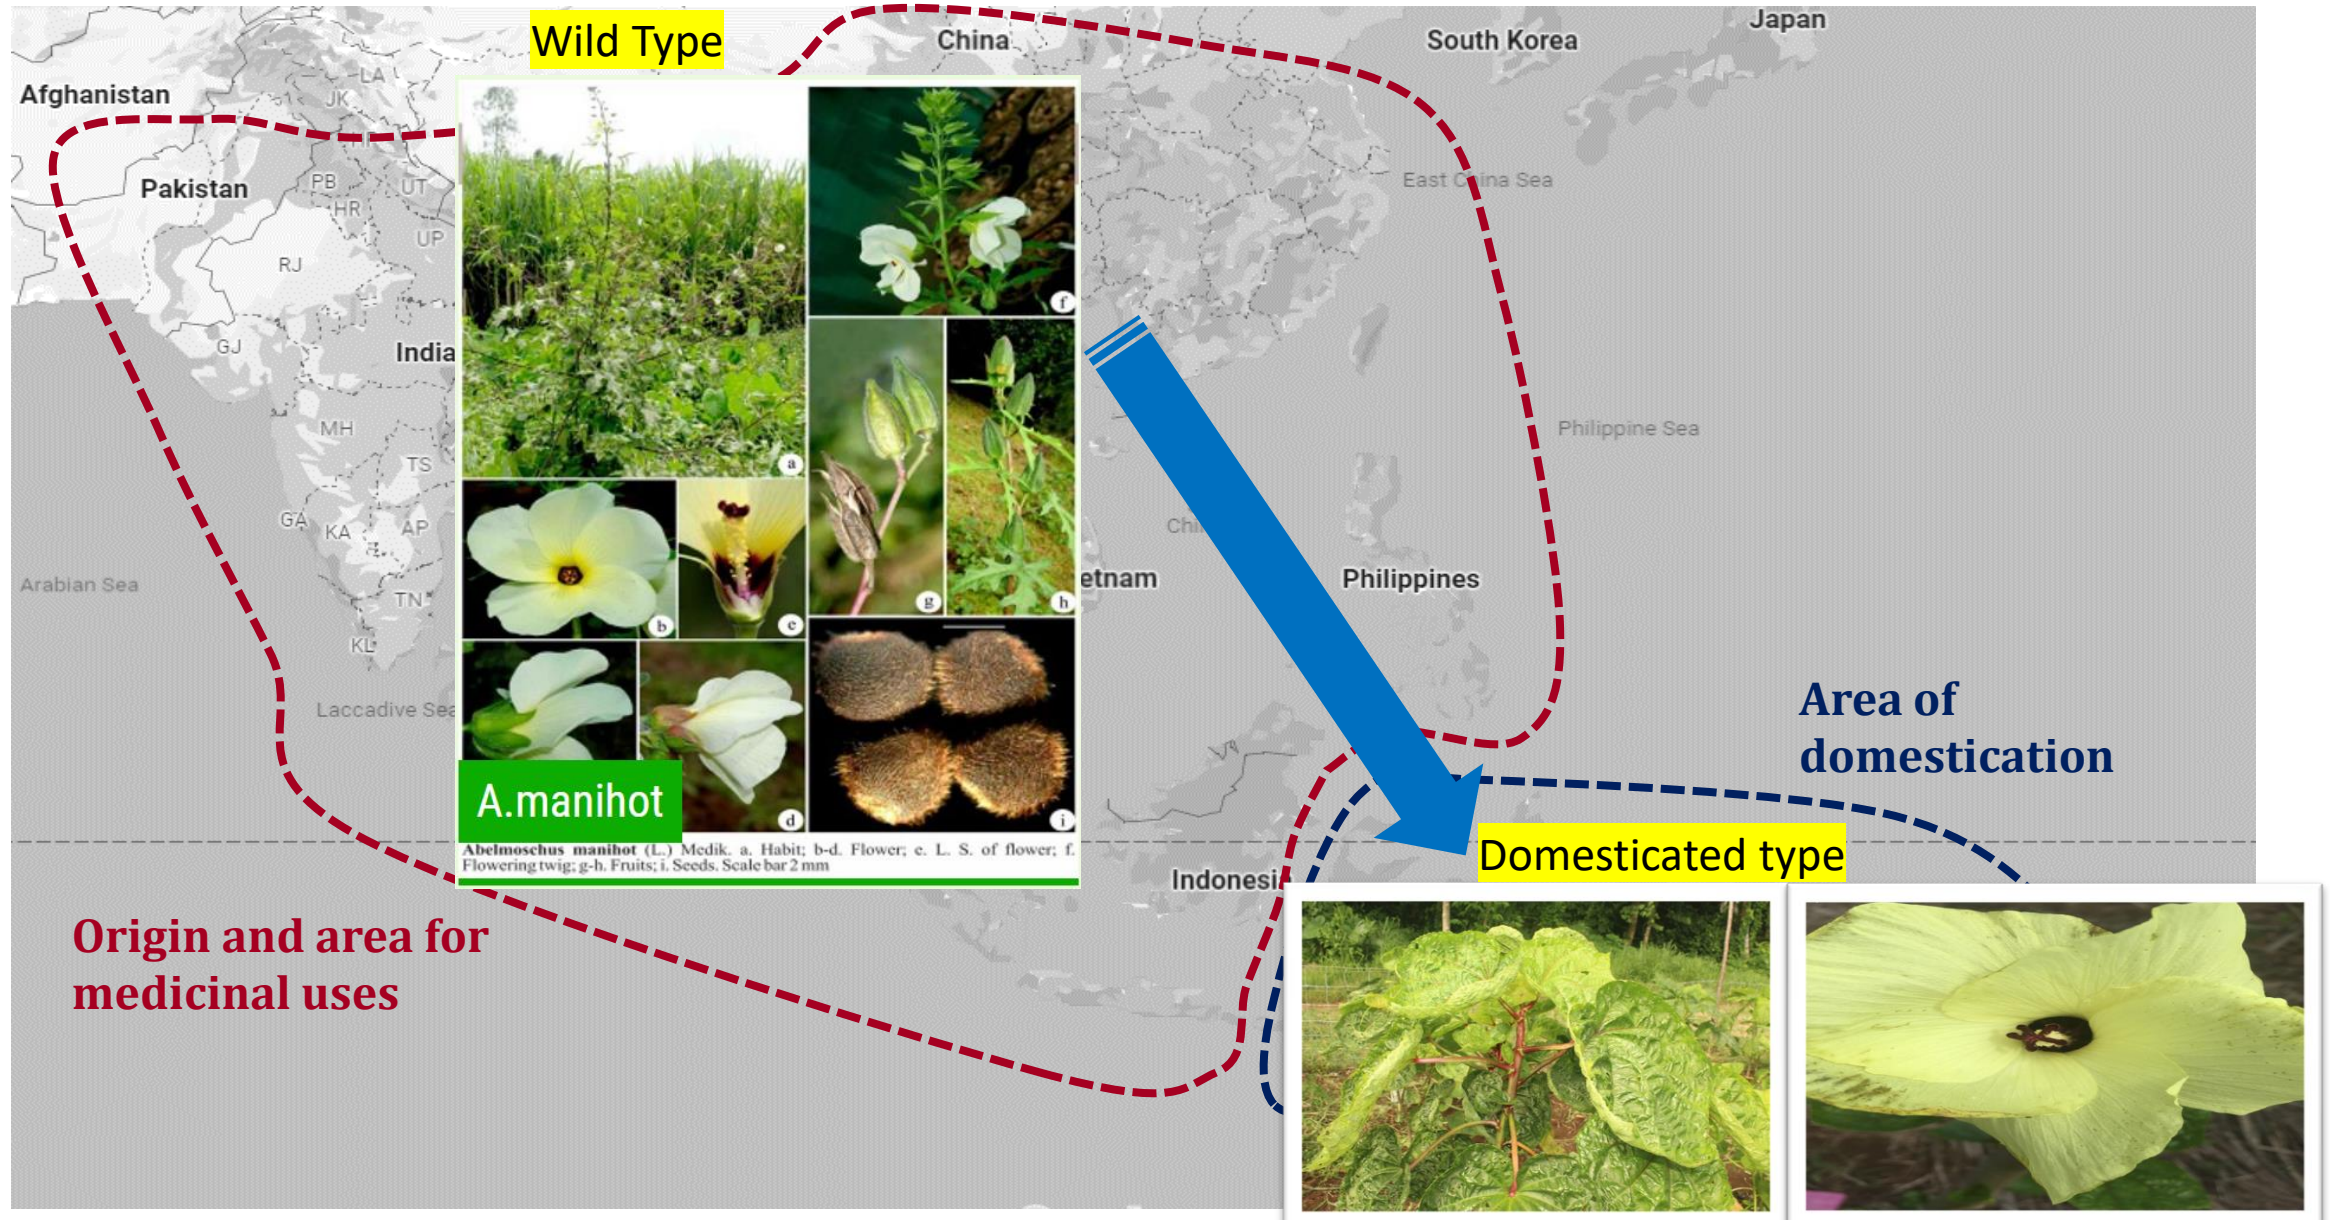 Wild Type
China
South Korea
Japan
Afghanistan
LA
JK
Pakistan
PB
UT
HR
UP
RJ
East China Sea
GJ
India
MH
TS
Philippine Sea
GA
KA
AP
Arabian Sea
TN
KL
etnam
Philippines
Laccadive Sea
a
b
e
d
f
g
h
i
A.manihot
Abelmoschus manihot (L.) Medik. a. Habit; b-d. Flower; e. L. S. of flower; f.
Flowering twig; g-h. Fruits; i. Seeds. Scale bar 2 mm
Area of
domestication
Domesticated type
Indonesia
Origin and area for
medicinal uses